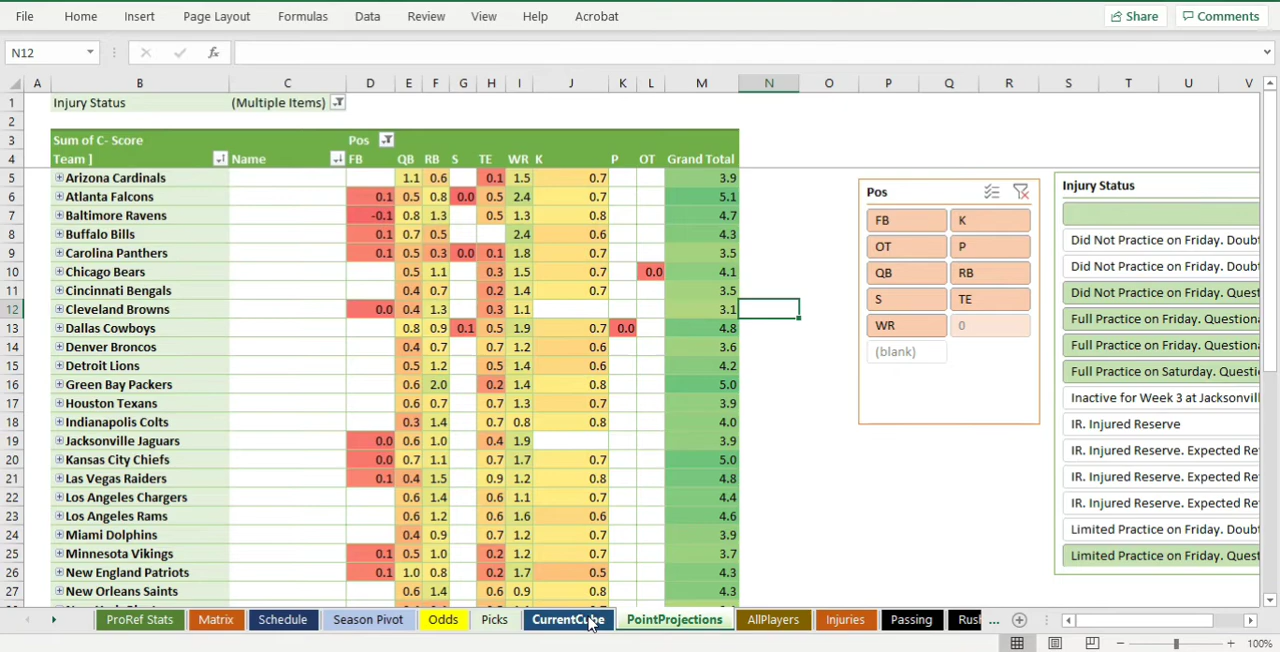 File Home Insert Page Layout Formulas Data Review View Help Acrobat Share Comments
N12 fx
A B C D E F G H I J K L M N O P Q R S T U V
1 Injury Status (Multiple Items)
2
3 Sum of C- Score Pos
4 Team ] Name FB QB RB S TE WR K P OT Grand Total
5 Arizona Cardinals 1.1 0.6 0.1 1.5 0.7 3.9
6 Atlanta Falcons 0.1 0.5 0.8 0.0 0.5 2.4 0.7 5.1
7 Baltimore Ravens -0.1 0.8 1.3 0.5 1.3 0.8 4.7
8 Buffalo Bills 0.1 0.7 0.5 2.4 0.6 4.3
9 Carolina Panthers 0.1 0.5 0.3 0.0 0.1 1.8 0.7 3.5
10 Chicago Bears 0.5 1.1 0.3 1.5 0.7 0.0 4.1
11 Cincinnati Bengals 0.4 0.7 0.2 1.4 0.7 3.5
12 Cleveland Browns 0.0 0.4 1.3 0.3 1.1 3.1
13 Dallas Cowboys 0.8 0.9 0.1 0.5 1.9 0.7 0.0 4.8
14 Denver Broncos 0.4 0.7 0.7 1.2 0.6 3.6
15 Detroit Lions 0.5 1.2 0.5 1.4 0.6 4.2
16 Green Bay Packers 0.6 2.0 0.2 1.4 0.8 5.0
17 Houston Texans 0.6 0.7 0.7 1.3 0.7 3.9
18 Indianapolis Colts 0.3 1.4 0.7 0.8 0.8 4.0
19 Jacksonville Jaguars 0.0 0.6 1.0 0.4 1.9 3.9
20 Kansas City Chiefs 0.0 0.7 1.1 0.7 1.7 0.7 5.0
21 Las Vegas Raiders 0.1 0.4 1.5 0.9 1.2 0.8 4.8
22 Los Angeles Chargers 0.6 1.4 0.6 1.1 0.7 4.4
23 Los Angeles Rams 0.6 1.2 0.6 1.6 0.6 4.6
24 Miami Dolphins 0.4 0.9 0.7 1.2 0.7 3.9
25 Minnesota Vikings 0.1 0.5 1.0 0.2 1.2 0.7 3.7
26 New England Patriots 0.1 1.0 0.8 0.2 1.7 0.5 4.3
27 New Orleans Saints 0.6 1.4 0.6 0.9 0.8 4.3
Pos
FB K
OT P
QB RB
S TE
WR 0
(blank)
Injury Status
Did Not Practice on Friday. Doubt
Did Not Practice on Friday. Doubt
Did Not Practice on Friday. Quest
Full Practice on Friday. Questiona
Full Practice on Friday. Questiona
Full Practice on Saturday. Questi
Inactive for Week 3 at Jacksonvill
IR. Injured Reserve
IR. Injured Reserve. Expected Re
IR. Injured Reserve. Expected Re
IR. Injured Reserve. Expected Re
Limited Practice on Friday. Doubt
Limited Practice on Friday. Quest
ProRef Stats Matrix Schedule Season Pivot Odds Picks CurrentCube PointProjections AllPlayers Injuries Passing Rush ...
100%